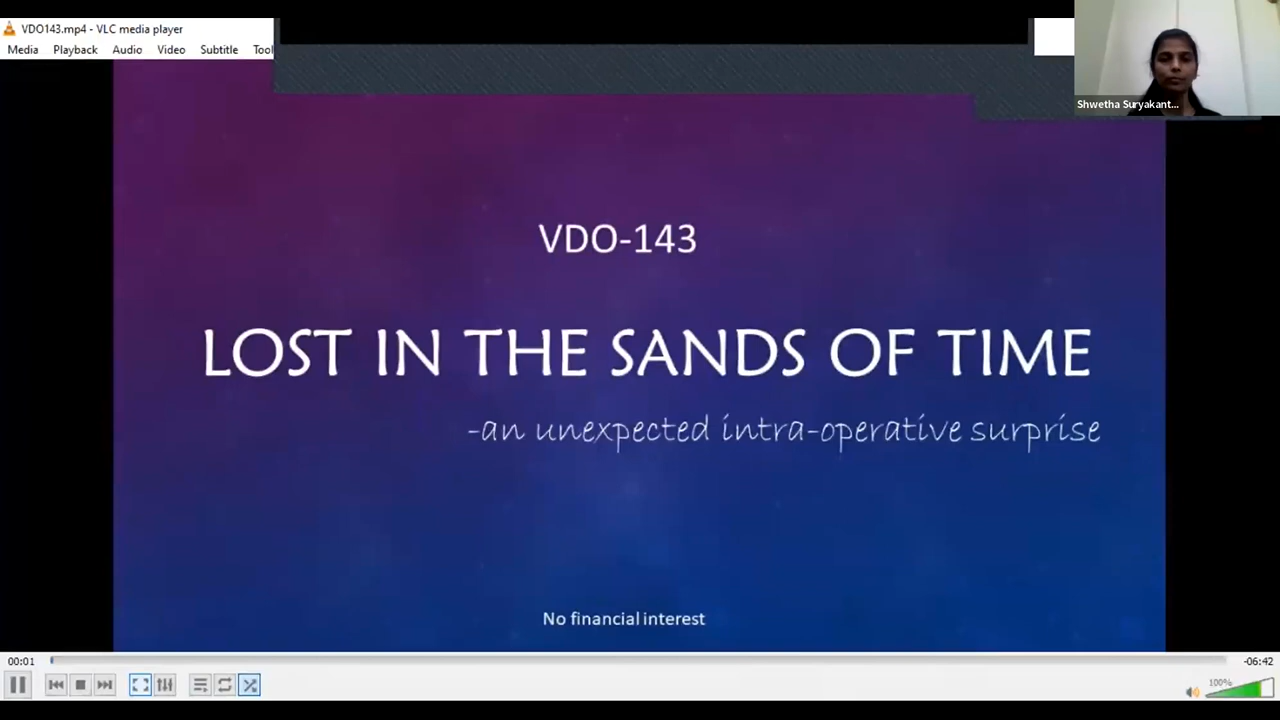 VDO143.mp4 - VLC media player
Media Playback Audio Video Subtitle Tool
Shwetha Suryakant...
VDO-143
LOST IN THE SANDS OF TIME
-an unexpected intra-operative surprise
No financial interest
00:01
-06:42
100%